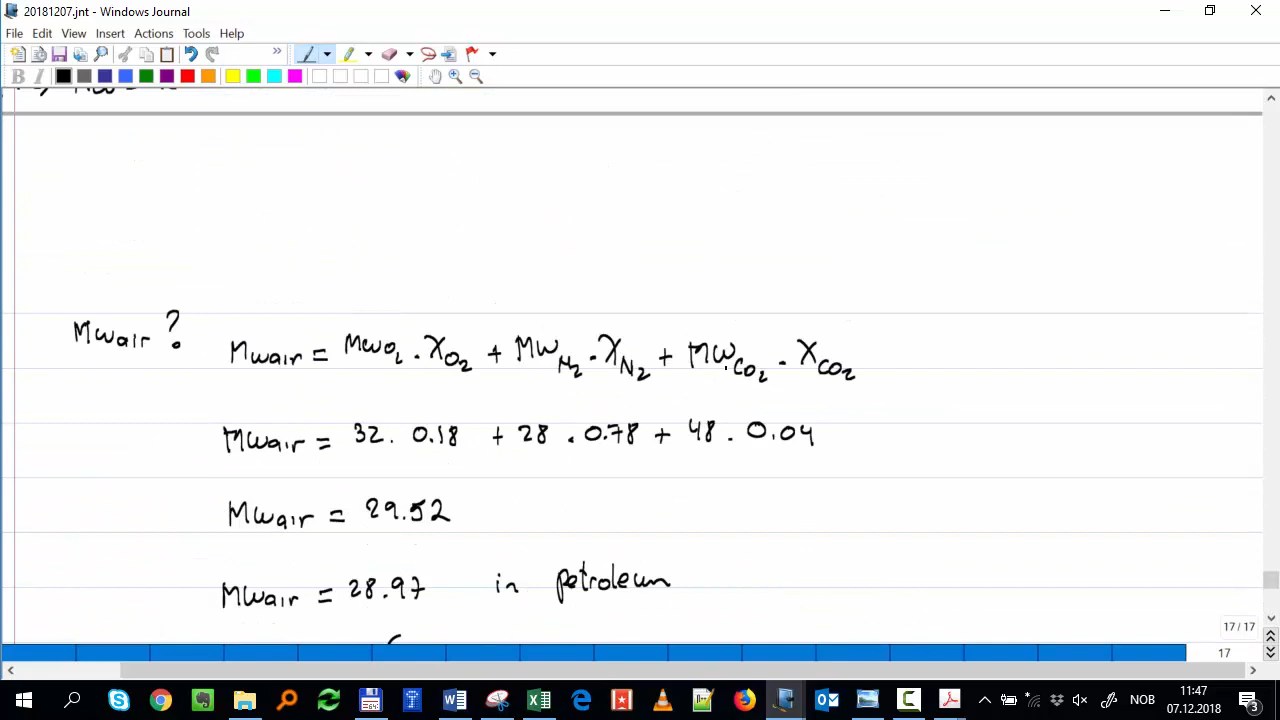 20181207.jnt - Windows Journal
File Edit View Insert Actions Tools Help
B I
Mwair ?
Mwair = MWO2 . XO2 + MWN2 . XN2 + MWCO2 . XCO2
Mwair = 32. 0.18 + 28 . 0.78 + 48 . 0.04
Mwair = 29.52
Mwair = 28.97 in petroleum
17 / 17
17
NOB
11:47
07.12.2018
3